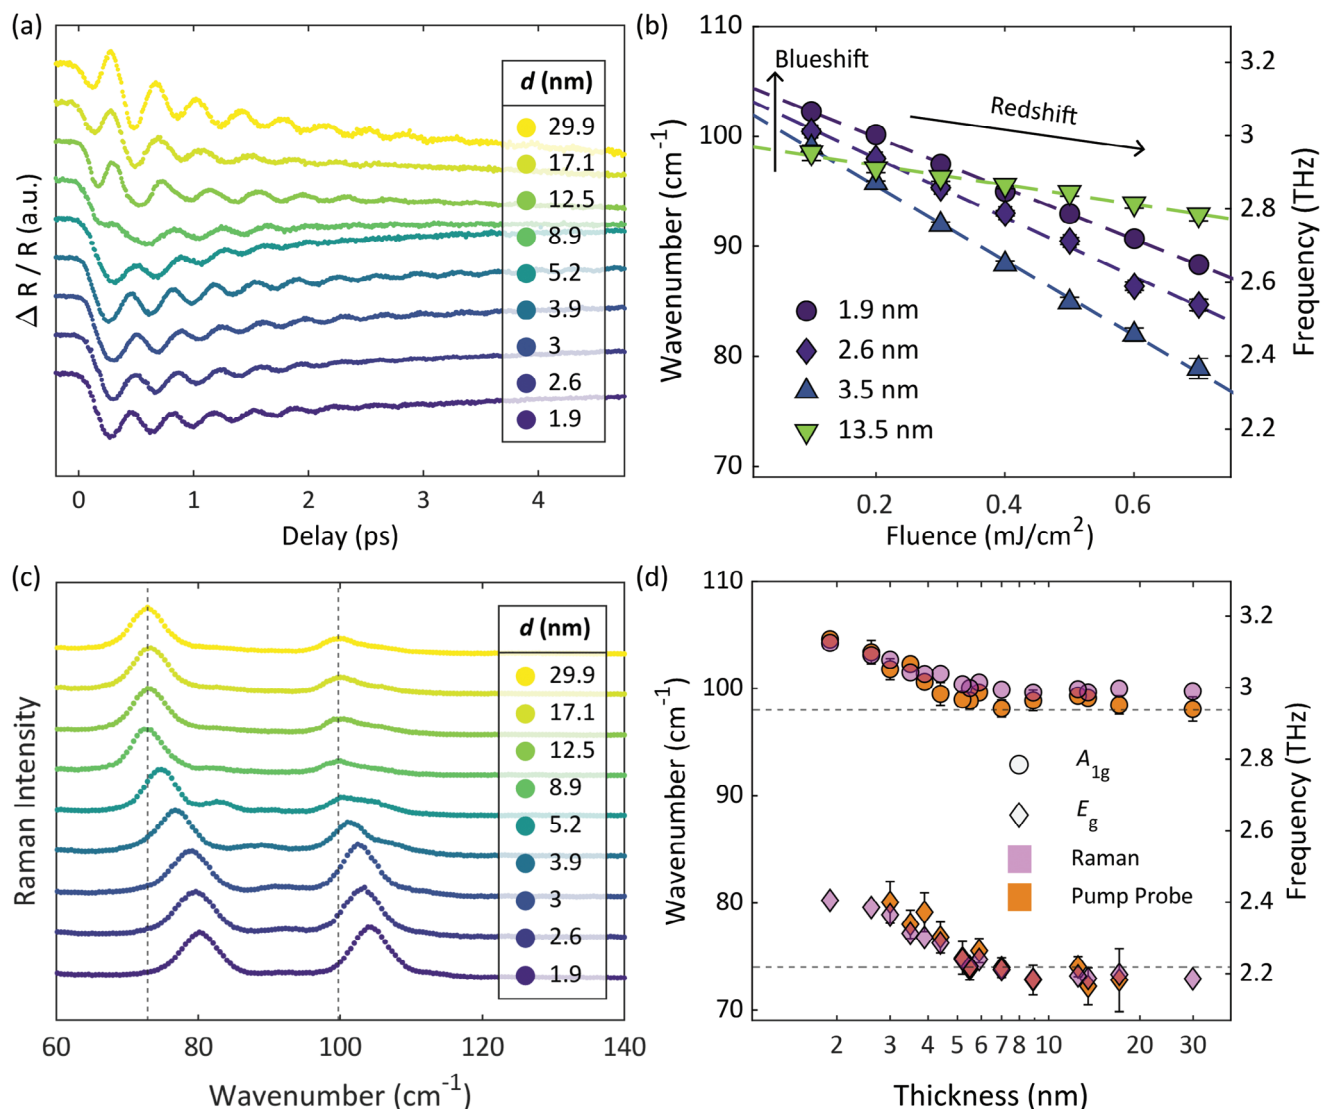 (a)
Δ R / R (a.u.)
d (nm)
29.9
17.1
12.5
8.9
5.2
3.9
3
2.6
1.9
0 1 2 3 4
Delay (ps)
(b)
110
100
90
80
70
Wavenumber (cm⁻¹)
Blueshift
Redshift
1.9 nm
2.6 nm
3.5 nm
13.5 nm
3.2
3
2.8
2.6
2.4
2.2
Frequency (THz)
0.2 0.4 0.6
Fluence (mJ/cm²)
(c)
Raman Intensity
d (nm)
29.9
17.1
12.5
8.9
5.2
3.9
3
2.6
1.9
60 80 100 120 140
Wavenumber (cm⁻¹)
(d)
110
100
90
80
70
Wavenumber (cm⁻¹)
A1g
Eg
Raman
Pump Probe
3.2
3
2.8
2.6
2.4
2.2
Frequency (THz)
2 3 4 5 6 7 8 10 20 30
Thickness (nm)